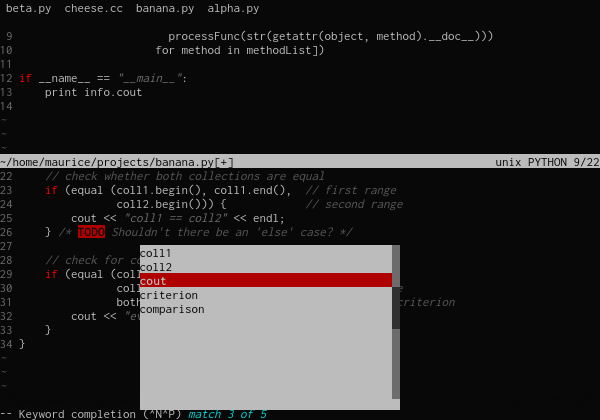 beta.py  cheese.cc  banana.py  alpha.py
9                        processFunc(str(getattr(object, method).__doc__)))
10                      for method in methodList])
11
12 if __name__ == "__main__":
13     print info.cout
14
~
~
~
~/home/maurice/projects/banana.py[+]                                        unix PYTHON 9/22
22     // check whether both collections are equal
23     if (equal (coll1.begin(), coll1.end(),  // first range
24                coll2.begin())) {            // second range
25         cout << "coll1 == coll2" << endl;
26     } /* TODO Shouldn't there be an 'else' case? */
27
28     // check for co
29     if (equal (coll
30                coll
31                both                                       criterion
32         cout << "ev
33     }
34 }
coll1
coll2
cout
criterion
comparison
~
~
~
-- Keyword completion (^N^P) match 3 of 5